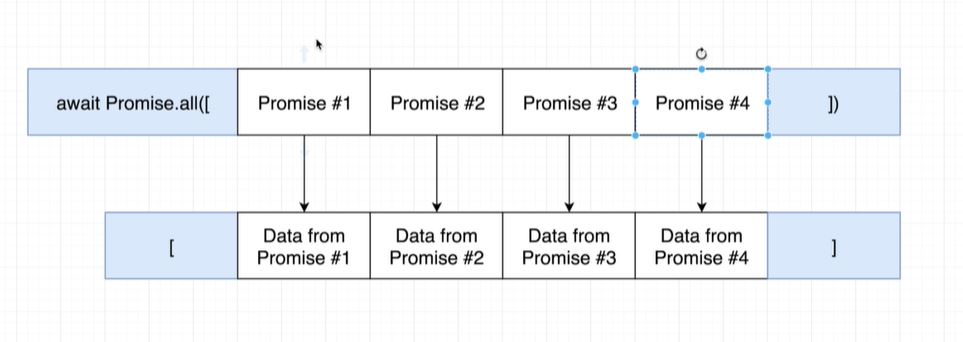 await Promise.all([ Promise #1 Promise #2 Promise #3 Promise #4 ])
[ Data from Promise #1 Data from Promise #2 Data from Promise #3 Data from Promise #4 ]